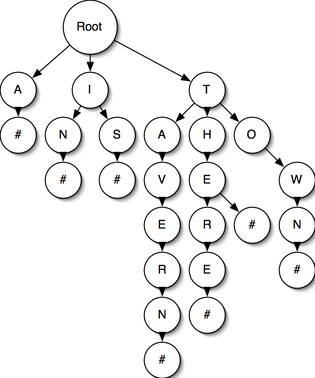 Root
A I T
# N S A H O
# # V E W
E R # N
R E #
N #
#